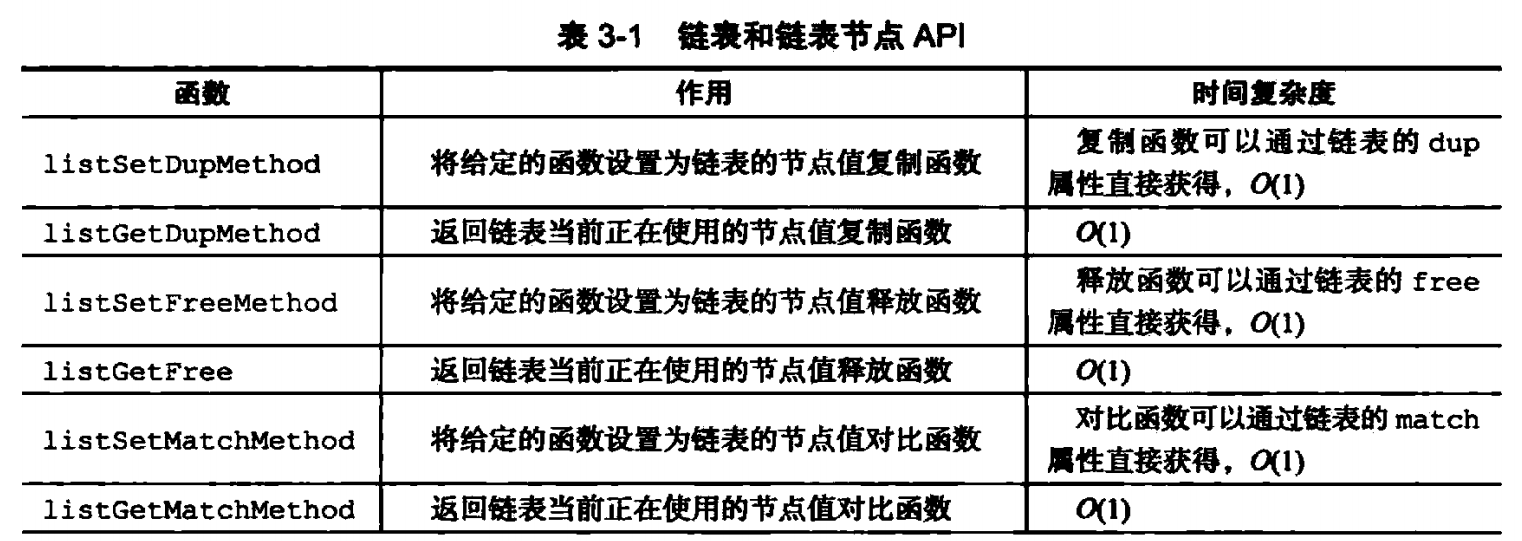 表 3-1 链表和链表节点 API
函数 作用 时间复杂度
listSetDupMethod 将给定的函数设置为链表的节点值复制函数 复制函数可以通过链表的 dup
属性直接获得，O(1)
listGetDupMethod 返回链表当前正在使用的节点值复制函数 O(1)
listSetFreeMethod 将给定的函数设置为链表的节点值释放函数 释放函数可以通过链表的 free
属性直接获得，O(1)
listGetFree 返回链表当前正在使用的节点值释放函数 O(1)
listSetMatchMethod 将给定的函数设置为链表的节点值对比函数 对比函数可以通过链表的 match
属性直接获得，O(1)
listGetMatchMethod 返回链表当前正在使用的节点值对比函数 O(1)